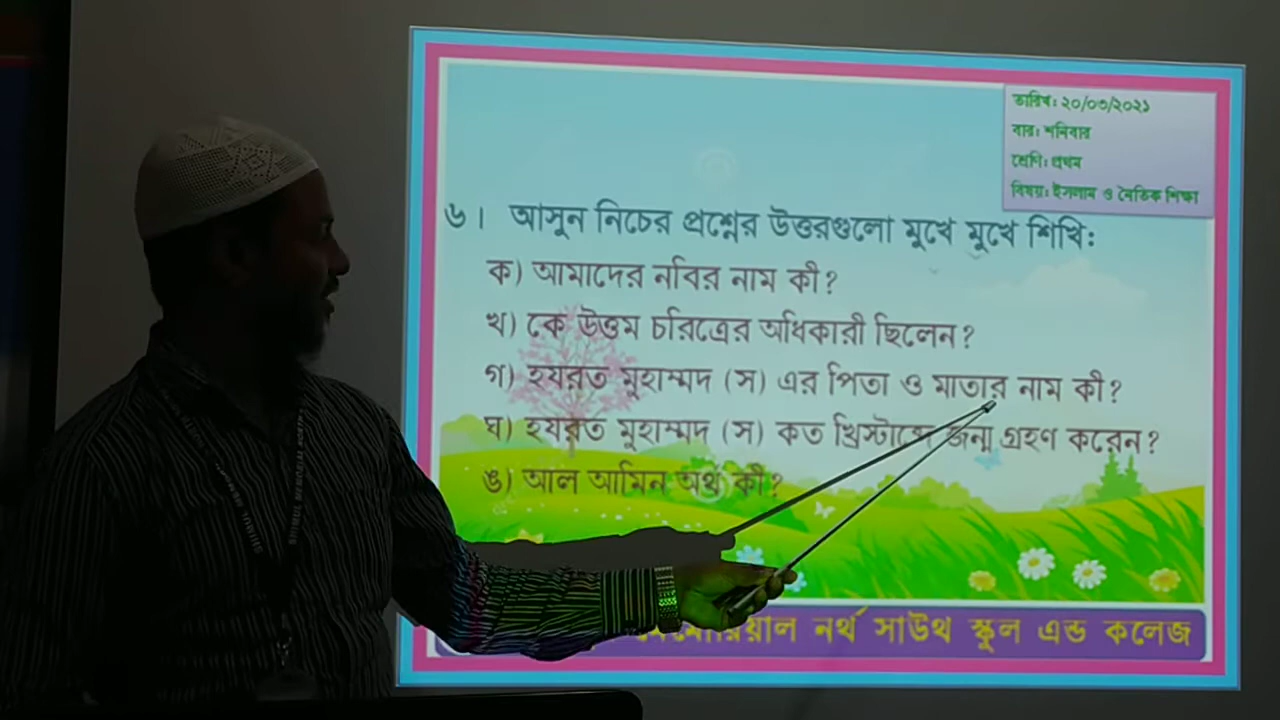 তারিখ: ২০/০৩/২০২১
বার: শনিবার
শ্রেণি: প্রথম
বিষয়: ইসলাম ও নৈতিক শিক্ষা
৬। আসুন নিচের প্রশ্নের উত্তরগুলো মুখে মুখে শিখি:
ক) আমাদের নবির নাম কী?
খ) কে উত্তম চরিত্রের অধিকারী ছিলেন?
গ) হযরত মুহাম্মদ (স) এর পিতা ও মাতার নাম কী?
ঘ) হযরত মুহাম্মদ (স) কত খ্রিস্টাব্দে জন্ম গ্রহণ করেন?
ঙ) আল আমিন অর্থ কী?
নর্থ সাউথ স্কুল এন্ড কলেজ